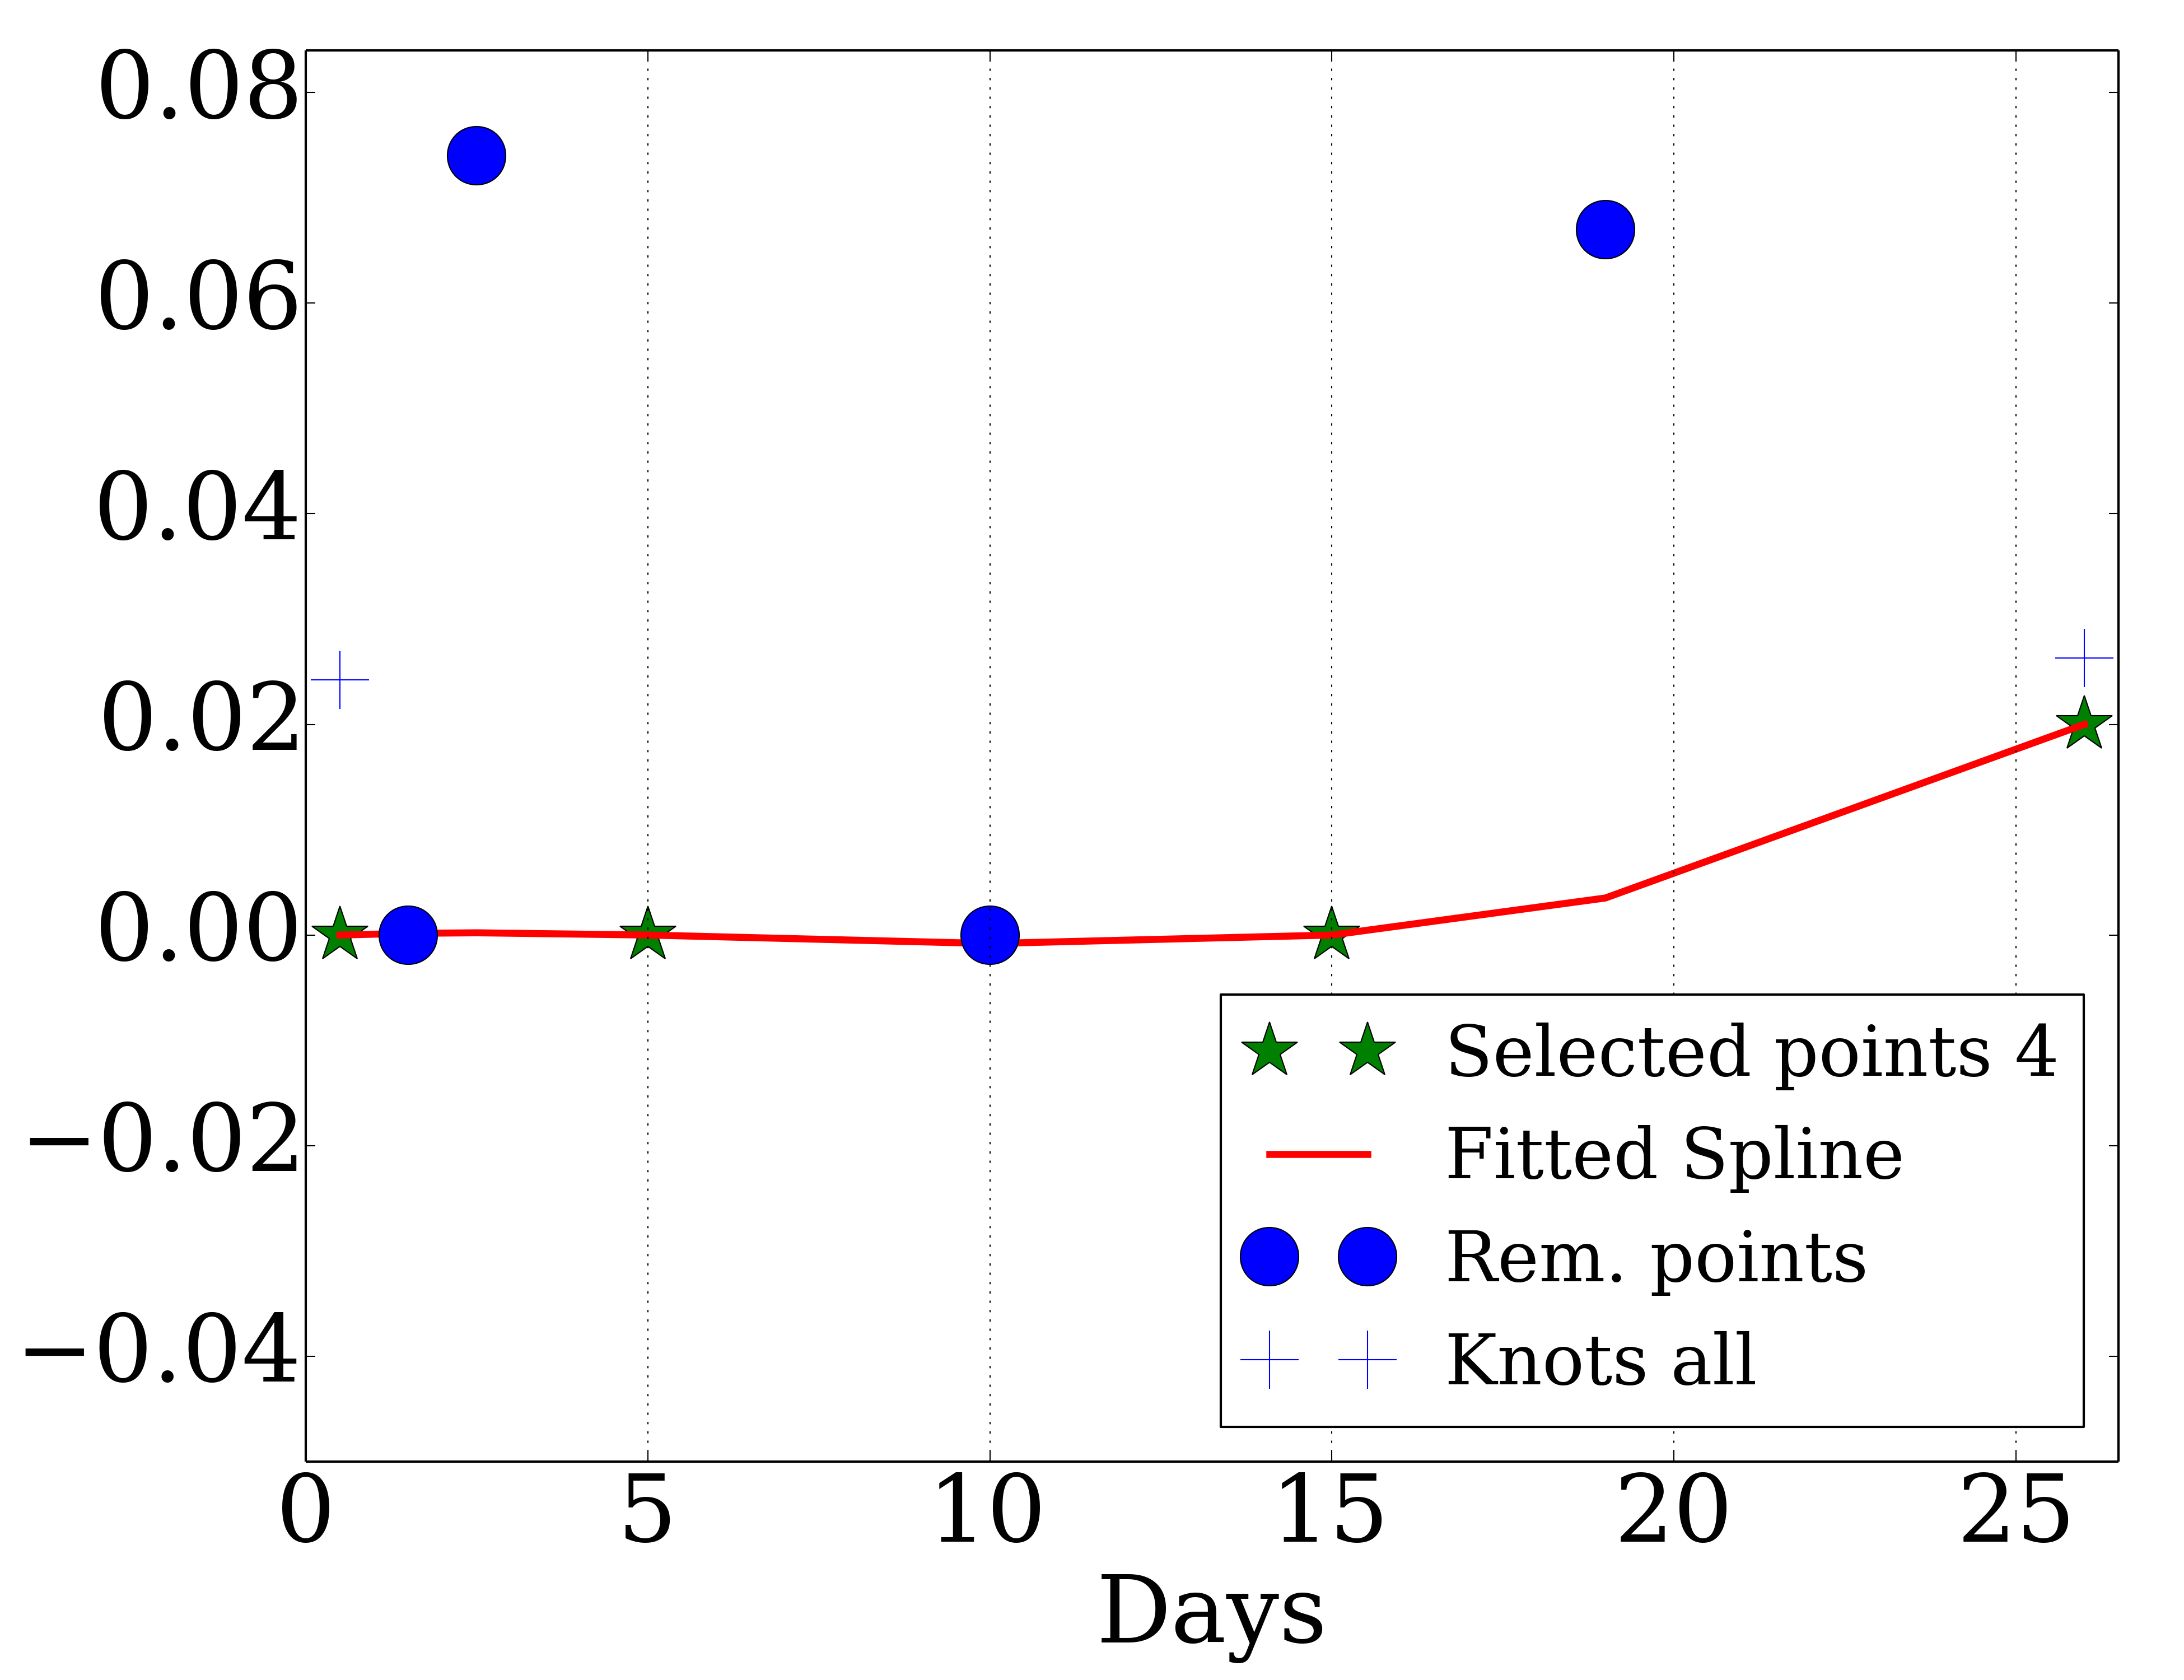 0.08
0.06
0.04
0.02
0.00
−0.02
−0.04
Selected points 4
Fitted Spline
Rem. points
Knots all
0 5 10 15 20 25
Days